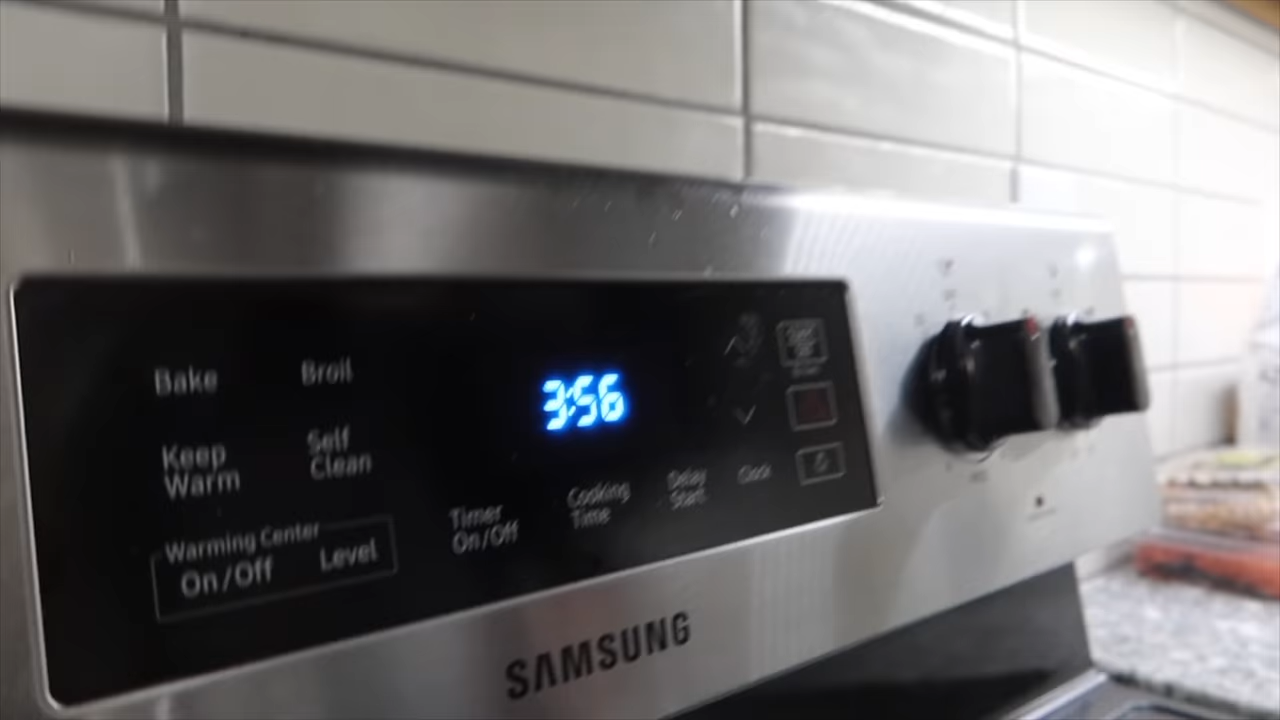 Bake
Broil
3:56
Keep
Warm
Self
Clean
Timer
On/Off
Cooking
Time
Delay
Start
Clock
Warming Center
On/Off
Level
SAMSUNG